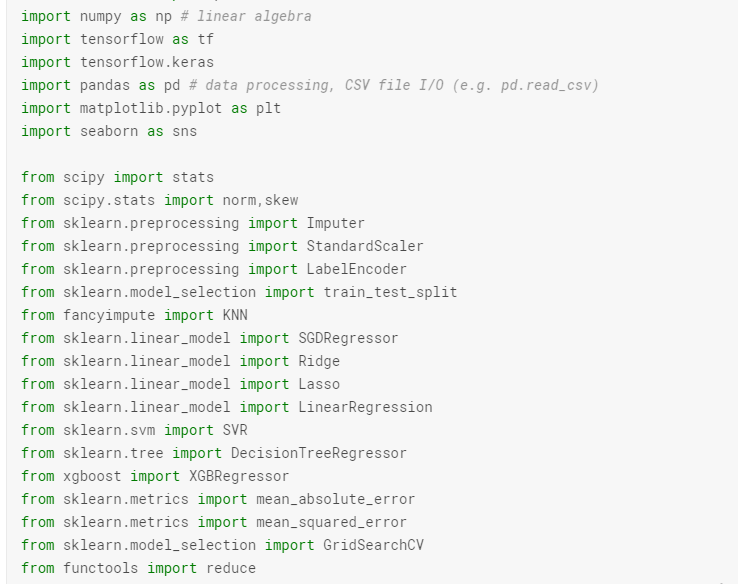 import numpy as np # linear algebra
import tensorflow as tf
import tensorflow.keras
import pandas as pd # data processing, CSV file I/O (e.g. pd.read_csv)
import matplotlib.pyplot as plt
import seaborn as sns
from scipy import stats
from scipy.stats import norm,skew
from sklearn.preprocessing import Imputer
from sklearn.preprocessing import StandardScaler
from sklearn.preprocessing import LabelEncoder
from sklearn.model_selection import train_test_split
from fancyimpute import KNN
from sklearn.linear_model import SGDRegressor
from sklearn.linear_model import Ridge
from sklearn.linear_model import Lasso
from sklearn.linear_model import LinearRegression
from sklearn.svm import SVR
from sklearn.tree import DecisionTreeRegressor
from xgboost import XGBRegressor
from sklearn.metrics import mean_absolute_error
from sklearn.metrics import mean_squared_error
from sklearn.model_selection import GridSearchCV
from functools import reduce